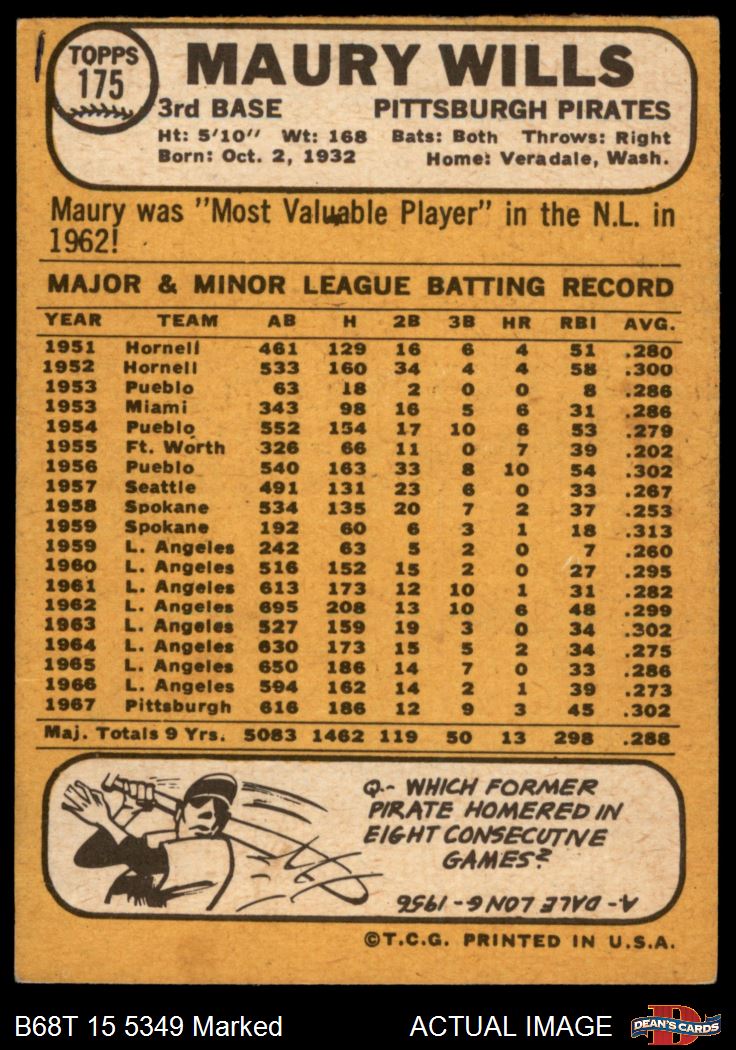 TOPPS
175
MAURY WILLS
3rd BASE PITTSBURGH PIRATES
Ht: 5'10" Wt: 168 Bats: Both Throws: Right
Born: Oct. 2, 1932 Home: Veradale, Wash.
Maury was "Most Valuable Player" in the N.L. in
1962!
MAJOR & MINOR LEAGUE BATTING RECORD
YEAR TEAM AB H 2B 3B HR RBI AVG.
1951 Hornell 461 129 16 6 4 51 .280
1952 Hornell 533 160 34 4 4 58 .300
1953 Pueblo 63 18 2 0 0 8 .286
1953 Miami 343 98 16 5 6 31 .286
1954 Pueblo 552 154 17 10 6 53 .279
1955 Ft. Worth 326 66 11 0 7 39 .202
1956 Pueblo 540 163 33 8 10 54 .302
1957 Seattle 491 131 23 6 0 33 .267
1958 Spokane 534 135 20 7 2 37 .253
1959 Spokane 192 60 6 3 1 18 .313
1959 L. Angeles 242 63 5 2 0 7 .260
1960 L. Angeles 516 152 15 2 0 27 .295
1961 L. Angeles 613 173 12 10 1 31 .282
1962 L. Angeles 695 208 13 10 6 48 .299
1963 L. Angeles 527 159 19 3 0 34 .302
1964 L. Angeles 630 173 15 5 2 34 .275
1965 L. Angeles 650 186 14 7 0 33 .286
1966 L. Angeles 594 162 14 2 1 39 .273
1967 Pittsburgh 616 186 12 9 3 45 .302
Maj. Totals 9 Yrs. 5083 1462 119 50 13 298 .288
Q-- WHICH FORMER
PIRATE HOMERED IN
EIGHT CONSECUTIVE
GAMES?
A- DALE LONG - 1956
©T.C.G. PRINTED IN U.S.A.
B68T 15 5349 Marked ACTUAL IMAGE DEAN'S CARDS